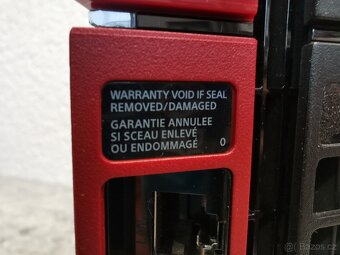 WARRANTY VOID IF SEAL
REMOVED/DAMAGED
GARANTIE ANNULEE
SI SCEAU ENLEVÉ
OU ENDOMMAGÉ 0
bazos.cz